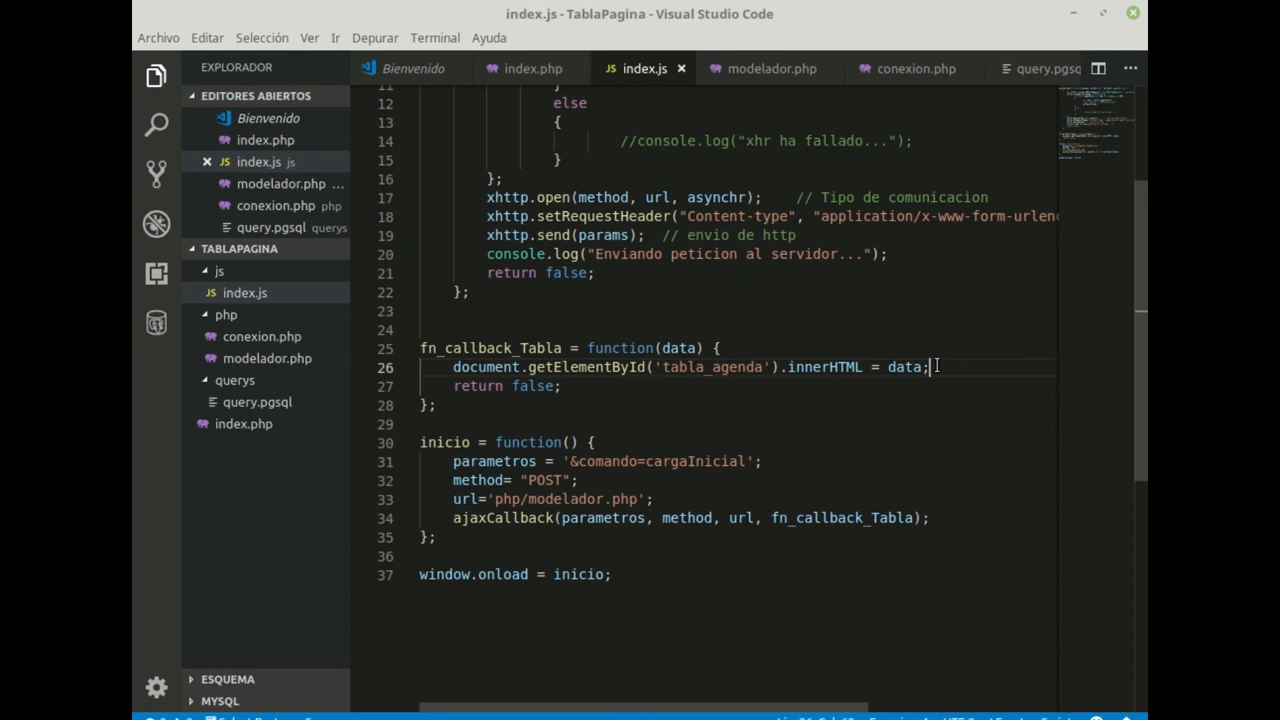 index.js - TablaPagina - Visual Studio Code
Archivo Editar Selección Ver Ir Depurar Terminal Ayuda
EXPLORADOR
EDITORES ABIERTOS
Bienvenido
index.php
index.js js
modelador.php ...
conexion.php php
query.pgsql querys
TABLAPAGINA
js
index.js
php
conexion.php
modelador.php
querys
query.pgsql
index.php
ESQUEMA
MYSQL
Bienvenido index.php index.js modelador.php conexion.php query.pgsq
11 }
12 else
13 {
14 //console.log("xhr ha fallado...");
15 }
16 };
17 xhttp.open(method, url, asynchr); // Tipo de comunicacion
18 xhttp.setRequestHeader("Content-type", "application/x-www-form-urlenc
19 xhttp.send(params); // envio de http
20 console.log("Enviando peticion al servidor...");
21 return false;
22 };
23
24
25 fn_callback_Tabla = function(data) {
26 document.getElementById('tabla_agenda').innerHTML = data;
27 return false;
28 };
29
30 inicio = function() {
31 parametros = '&comando=cargaInicial';
32 method= "POST";
33 url='php/modelador.php';
34 ajaxCallback(parametros, method, url, fn_callback_Tabla);
35 };
36
37 window.onload = inicio;